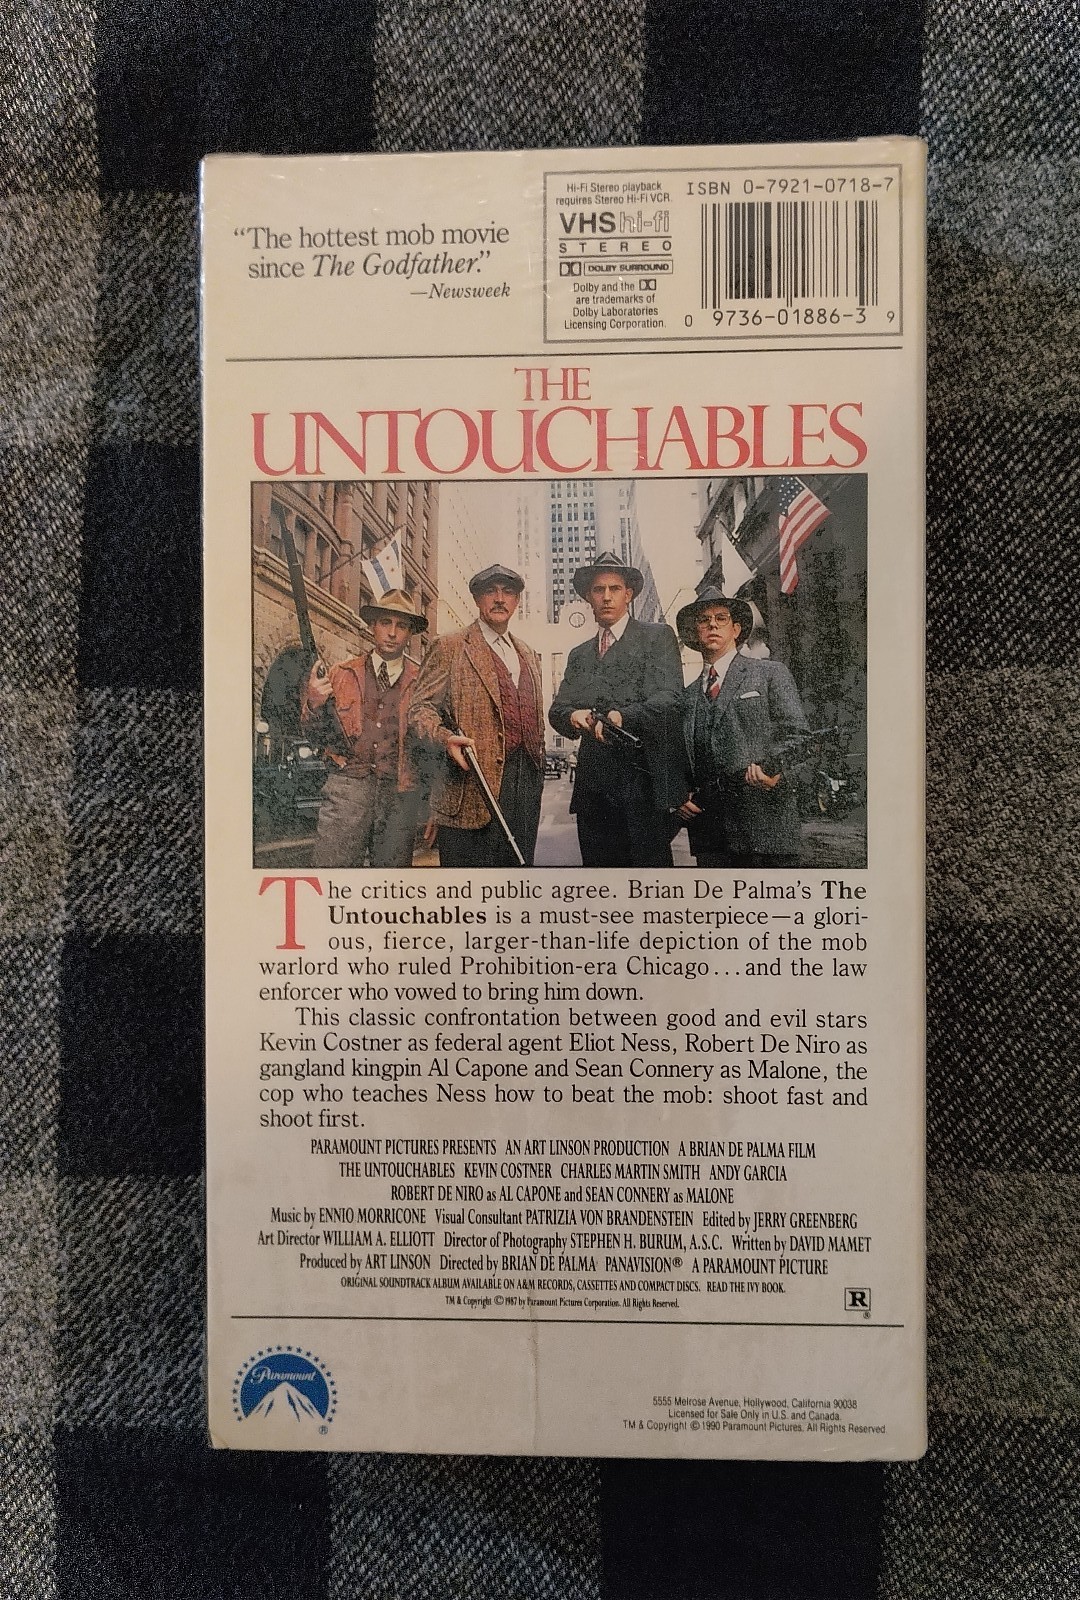 "The hottest mob movie
since The Godfather."
—Newsweek
Hi-Fi Stereo playback
requires Stereo Hi-Fi VCR.
VHS hi-fi
STEREO
DOLBY SURROUND
Dolby and the
are trademarks of
Dolby Laboratories
Licensing Corporation.
ISBN 0-7921-0718-7
0 9736-01886-3 9
THE
UNTOUCHABLES
The critics and public agree. Brian De Palma's The
Untouchables is a must-see masterpiece—a glori-
ous, fierce, larger-than-life depiction of the mob
warlord who ruled Prohibition-era Chicago...and the law
enforcer who vowed to bring him down.
This classic confrontation between good and evil stars
Kevin Costner as federal agent Eliot Ness, Robert De Niro as
gangland kingpin Al Capone and Sean Connery as Malone, the
cop who teaches Ness how to beat the mob: shoot fast and
shoot first.
PARAMOUNT PICTURES PRESENTS AN ART LINSON PRODUCTION A BRIAN DE PALMA FILM
THE UNTOUCHABLES KEVIN COSTNER CHARLES MARTIN SMITH ANDY GARCIA
ROBERT DE NIRO as AL CAPONE and SEAN CONNERY as MALONE
Music by ENNIO MORRICONE Visual Consultant PATRIZIA VON BRANDENSTEIN Edited by JERRY GREENBERG
Art Director WILLIAM A. ELLIOTT Director of Photography STEPHEN H. BURUM, A.S.C. Written by DAVID MAMET
Produced by ART LINSON Directed by BRIAN DE PALMA PANAVISION® A PARAMOUNT PICTURE
ORIGINAL SOUNDTRACK ALBUM AVAILABLE ON A&M RECORDS, CASSETTES AND COMPACT DISCS. READ THE IVY BOOK.
TM & Copyright © 1987 by Paramount Pictures Corporation. All Rights Reserved.
R
®
Paramount
®
5555 Melrose Avenue, Hollywood, California 90038
Licensed for Sale Only in U.S. and Canada.
TM & Copyright © 1990 Paramount Pictures. All Rights Reserved.